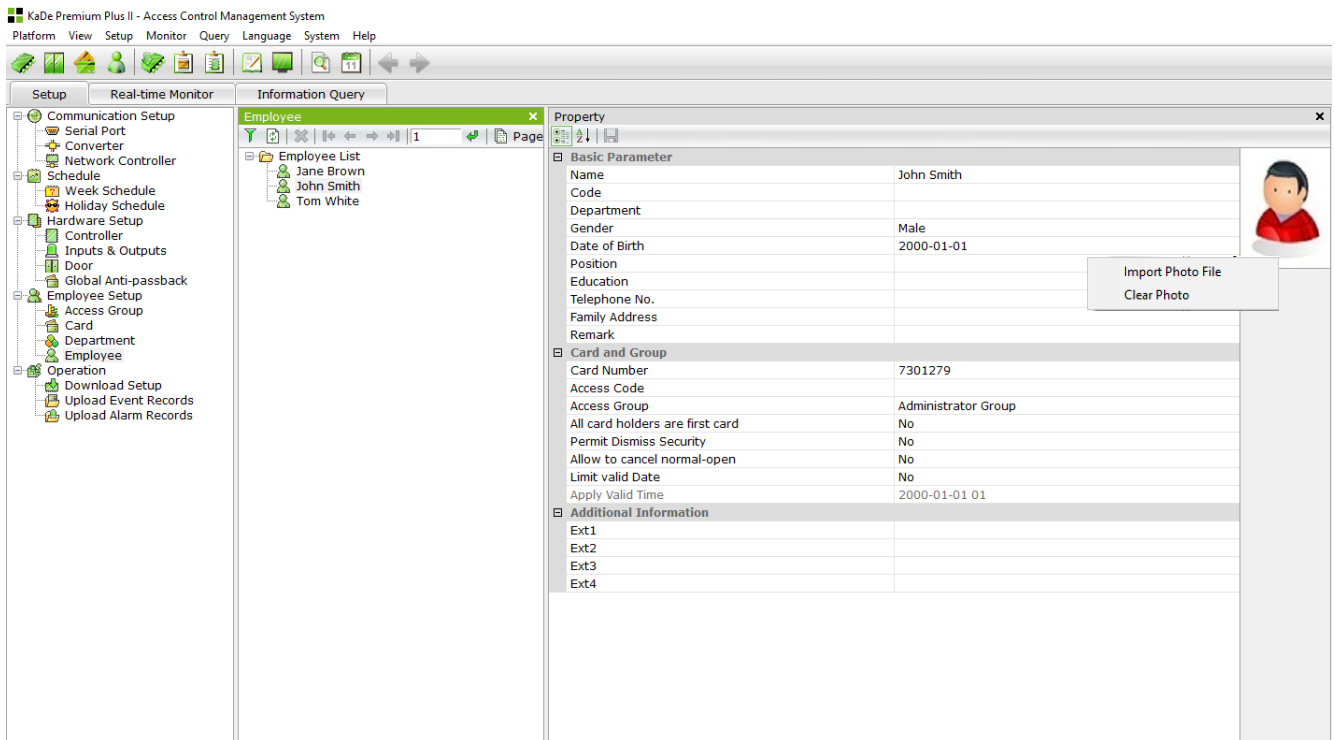 KaDe Premium Plus II - Access Control Management System
Platform View Setup Monitor Query Language System Help
11
Setup Real-time Monitor Information Query
Communication Setup
Serial Port
Converter
Network Controller
Schedule
Week Schedule
Holiday Schedule
Hardware Setup
Controller
Inputs & Outputs
Door
Global Anti-passback
Employee Setup
Access Group
Card
Department
Employee
Operation
Download Setup
Upload Event Records
Upload Alarm Records
Employee
1 Page
Employee List
Jane Brown
John Smith
Tom White
Property
Basic Parameter
Name John Smith
Code
Department
Gender Male
Date of Birth 2000-01-01
Position
Education
Telephone No.
Family Address
Remark
Card and Group
Card Number 7301279
Access Code
Access Group Administrator Group
All card holders are first card No
Permit Dismiss Security No
Allow to cancel normal-open No
Limit valid Date No
Apply Valid Time 2000-01-01 01
Additional Information
Ext1
Ext2
Ext3
Ext4
Import Photo File
Clear Photo